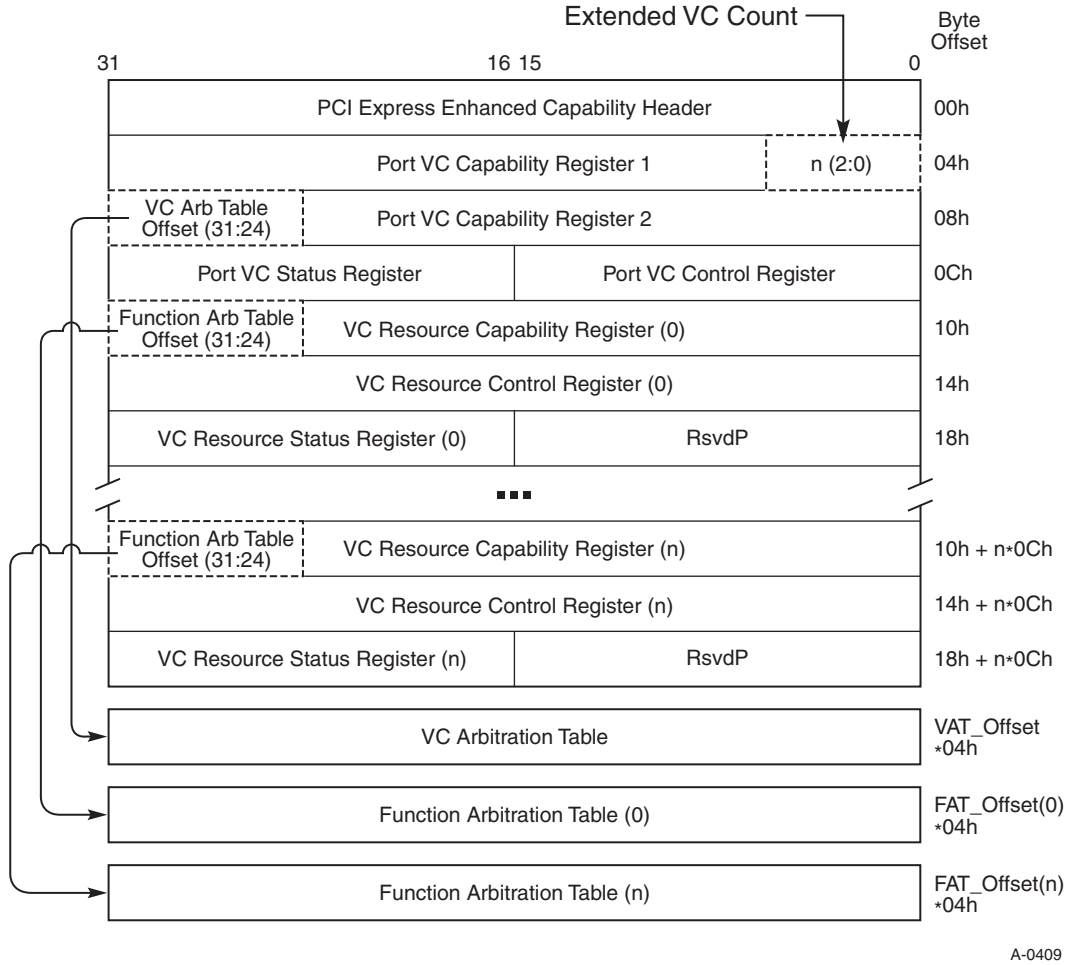 Extended VC Count
Byte
Offset
31 16 15 0
PCI Express Enhanced Capability Header 00h
Port VC Capability Register 1 n (2:0) 04h
VC Arb Table
Offset (31:24)
Port VC Capability Register 2 08h
Port VC Status Register Port VC Control Register 0Ch
Function Arb Table
Offset (31:24)
VC Resource Capability Register (0) 10h
VC Resource Control Register (0) 14h
VC Resource Status Register (0) RsvdP 18h
...
Function Arb Table
Offset (31:24)
VC Resource Capability Register (n) 10h + n*0Ch
VC Resource Control Register (n) 14h + n*0Ch
VC Resource Status Register (n) RsvdP 18h + n*0Ch
VC Arbitration Table
VAT_Offset
*04h
Function Arbitration Table (0)
FAT_Offset(0)
*04h
Function Arbitration Table (n)
FAT_Offset(n)
*04h
A-0409